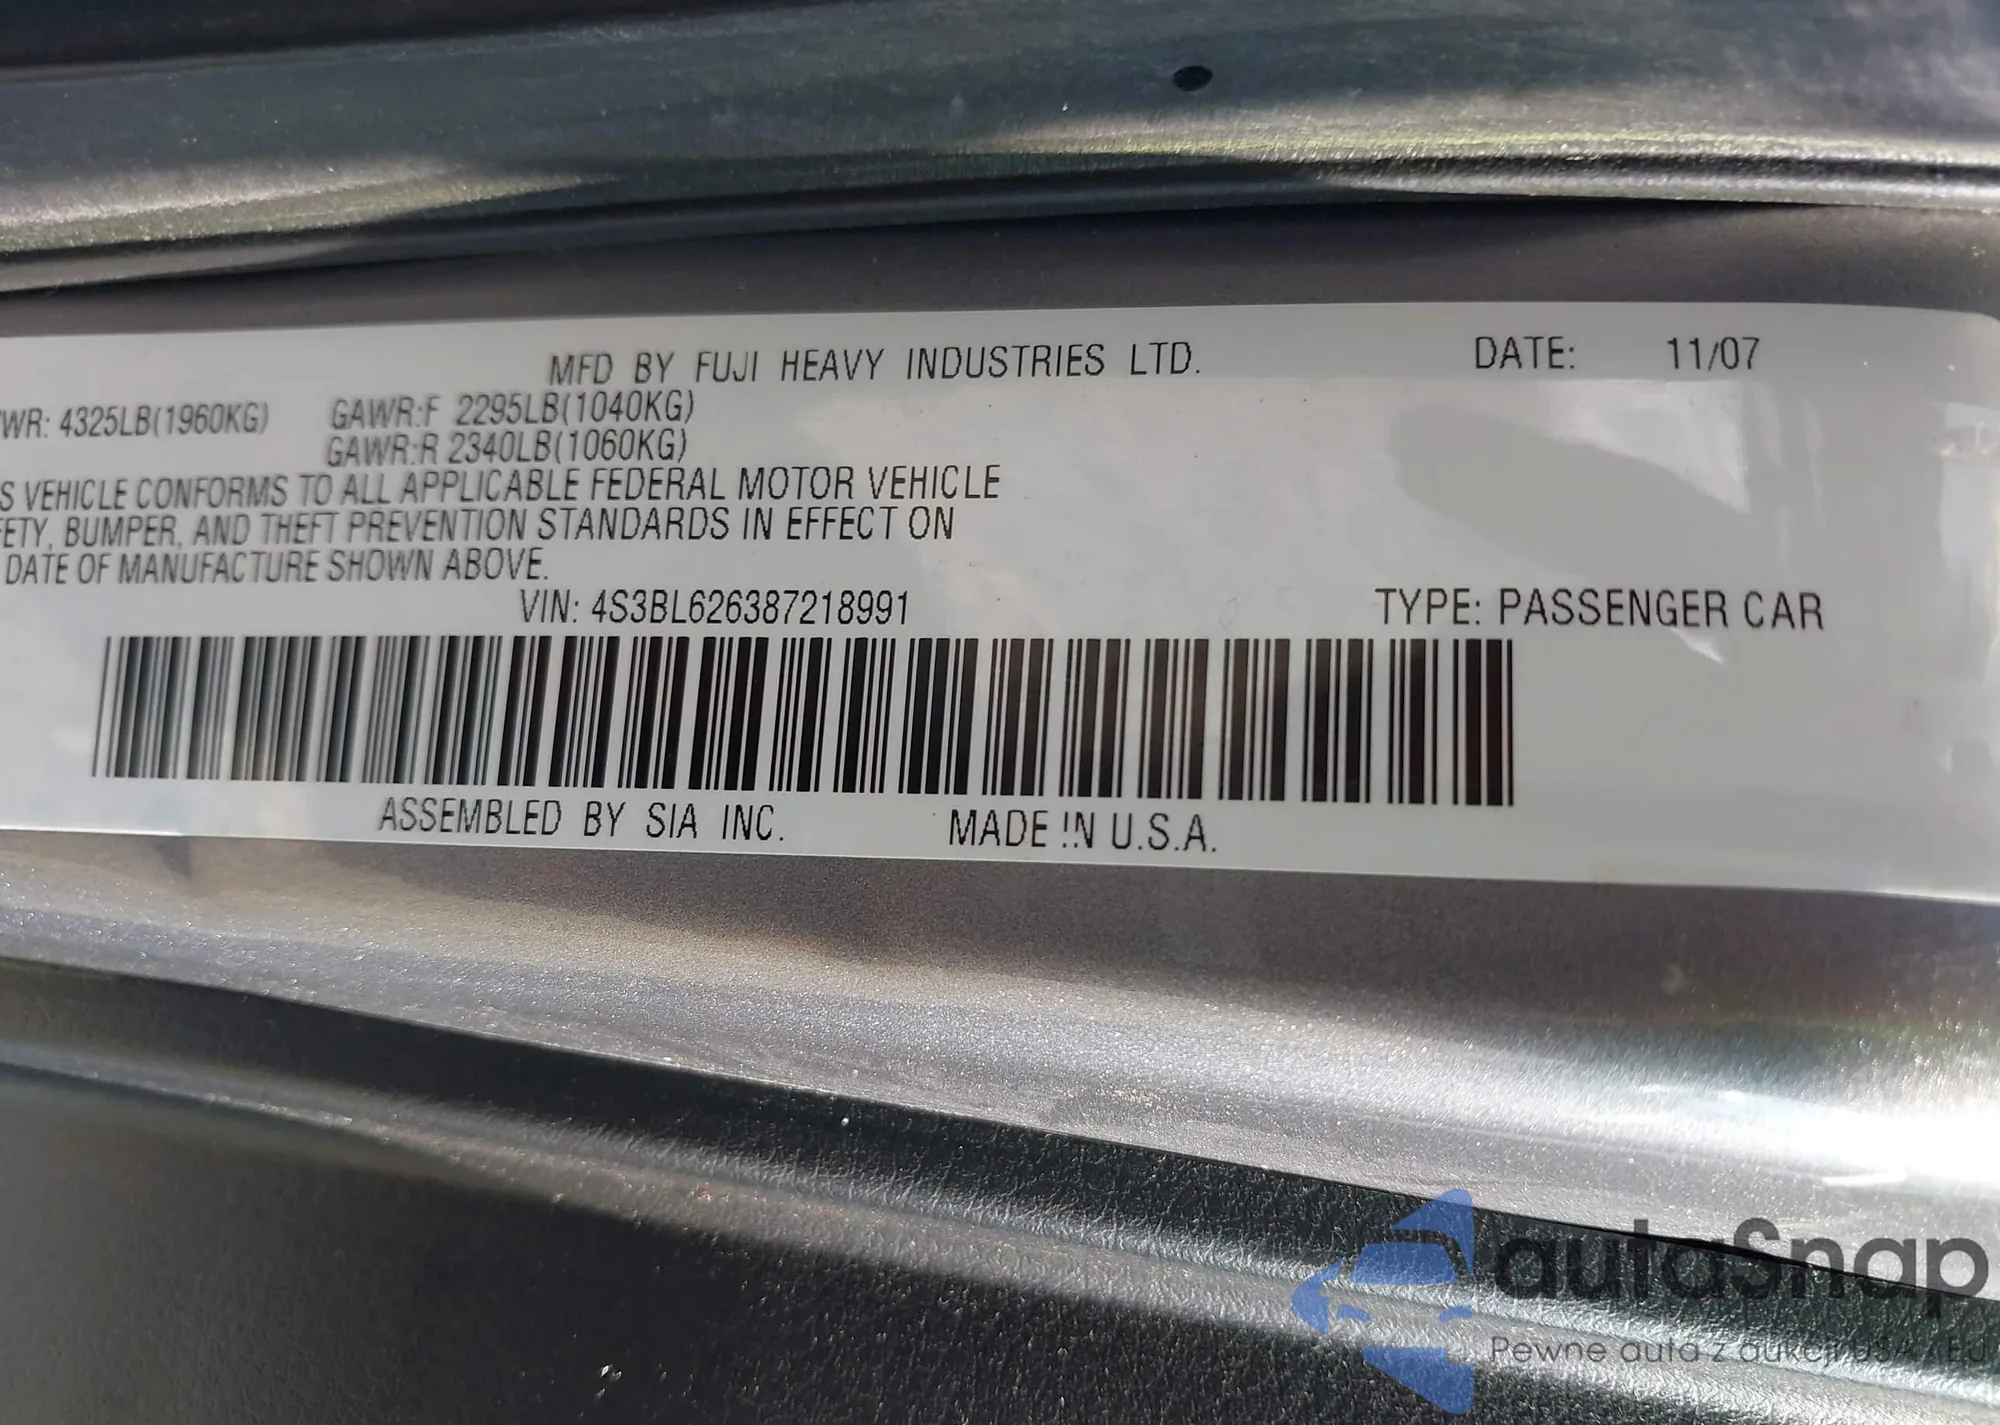 MFD BY FUJI HEAVY INDUSTRIES LTD. DATE: 11/07
WR: 4325LB(1960KG) GAWR:F 2295LB(1040KG)
GAWR:R 2340LB(1060KG)
S VEHICLE CONFORMS TO ALL APPLICABLE FEDERAL MOTOR VEHICLE
ETY, BUMPER, AND THEFT PREVENTION STANDARDS IN EFFECT ON
DATE OF MANUFACTURE SHOWN ABOVE.
VIN: 4S3BL626387218991 TYPE: PASSENGER CAR
ASSEMBLED BY SIA INC. MADE IN U.S.A.
autaSnap
Pewne auta z aukcji USA i EU